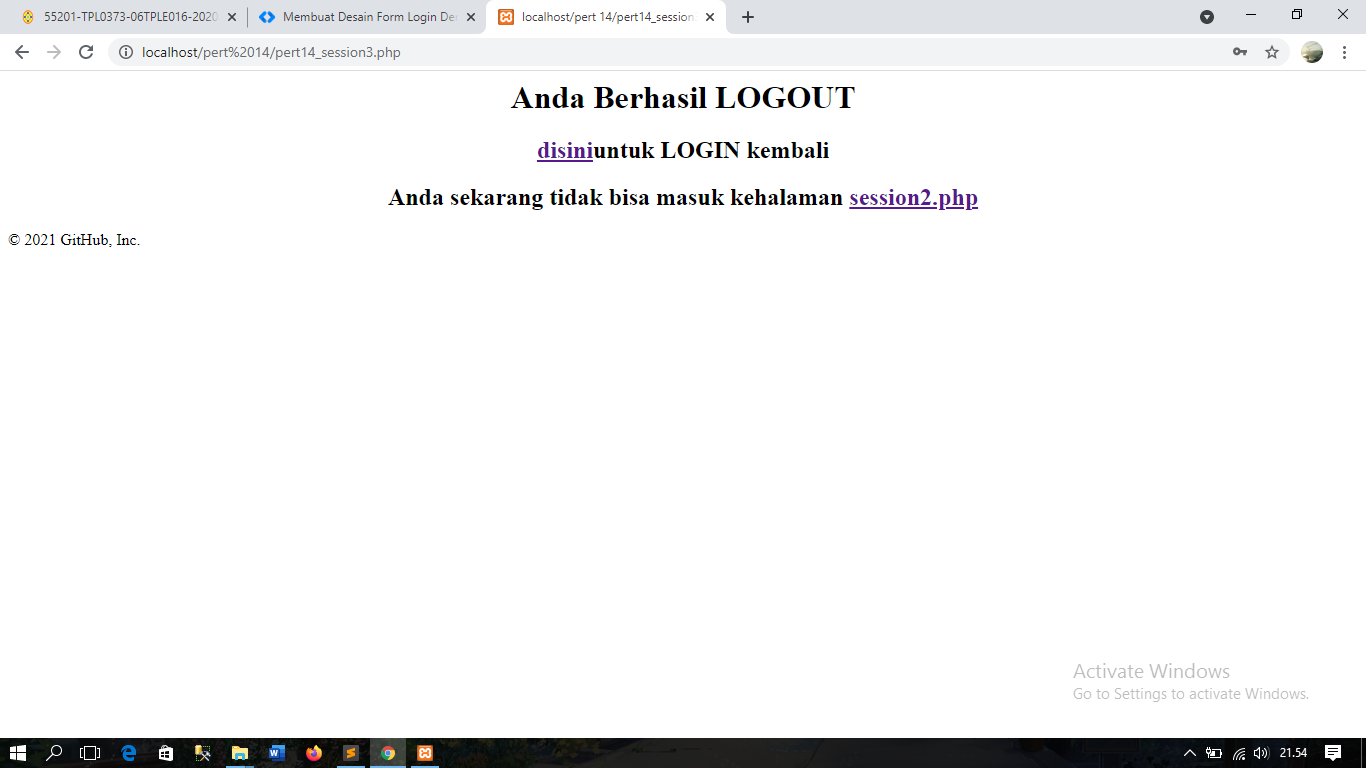 55201-TPL0373-06TPLE016-2020
Membuat Desain Form Login De
localhost/pert 14/pert14_session
localhost/pert%2014/pert14_session3.php
Anda Berhasil LOGOUT
disiniuntuk LOGIN kembali
Anda sekarang tidak bisa masuk kehalaman session2.php
© 2021 GitHub, Inc.
Activate Windows
Go to Settings to activate Windows.
21.54